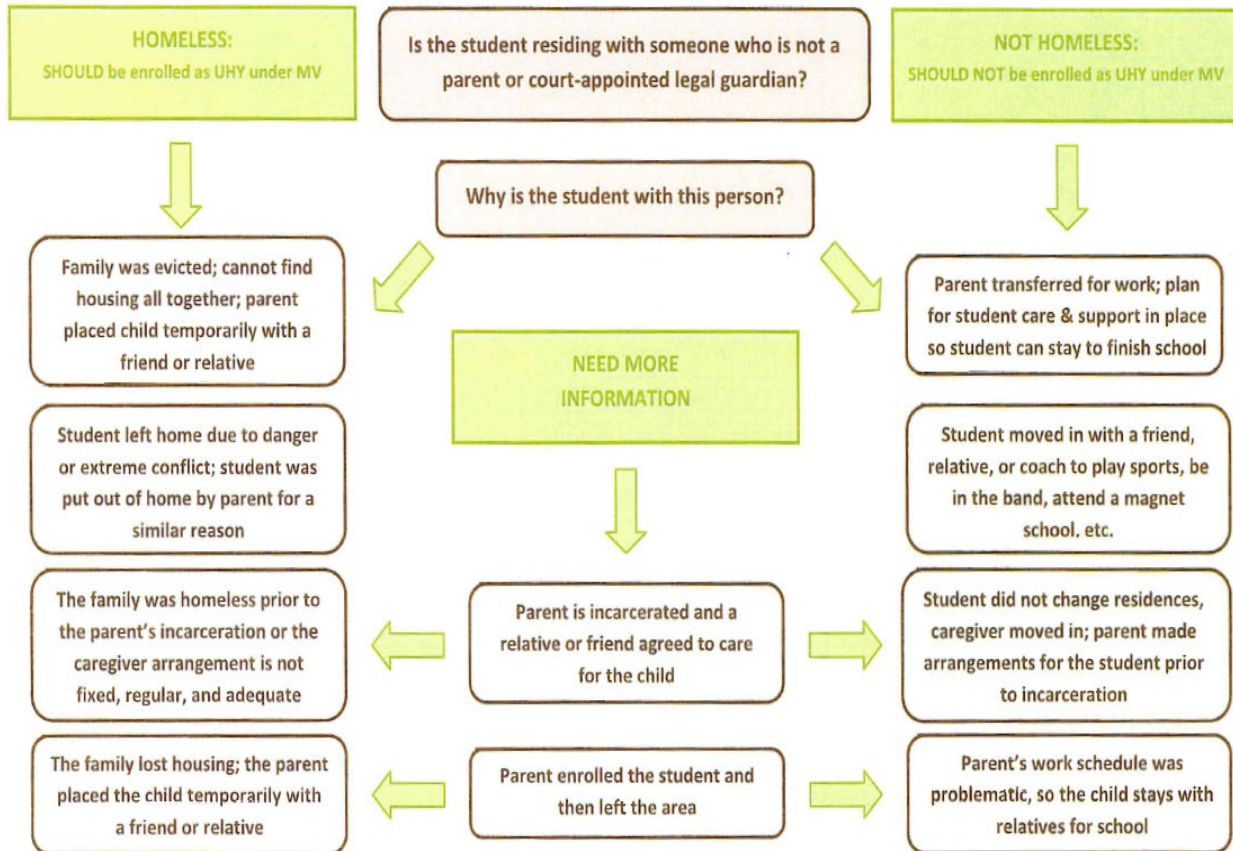 HOMELESS:
SHOULD be enrolled as UHY under MV
Is the student residing with someone who is not a
parent or court-appointed legal guardian?
NOT HOMELESS:
SHOULD NOT be enrolled as UHY under MV
Why is the student with this person?
Family was evicted; cannot find
housing all together; parent
placed child temporarily with a
friend or relative
Parent transferred for work; plan
for student care & support in place
so student can stay to finish school
NEED MORE
INFORMATION
Student left home due to danger
or extreme conflict; student was
put out of home by parent for a
similar reason
Student moved in with a friend,
relative, or coach to play sports, be
in the band, attend a magnet
school, etc.
The family was homeless prior to
the parent's incarceration or the
caregiver arrangement is not
fixed, regular, and adequate
Parent is incarcerated and a
relative or friend agreed to care
for the child
Student did not change residences,
caregiver moved in; parent made
arrangements for the student prior
to incarceration
The family lost housing; the parent
placed the child temporarily with
a friend or relative
Parent enrolled the student and
then left the area
Parent's work schedule was
problematic, so the child stays with
relatives for school